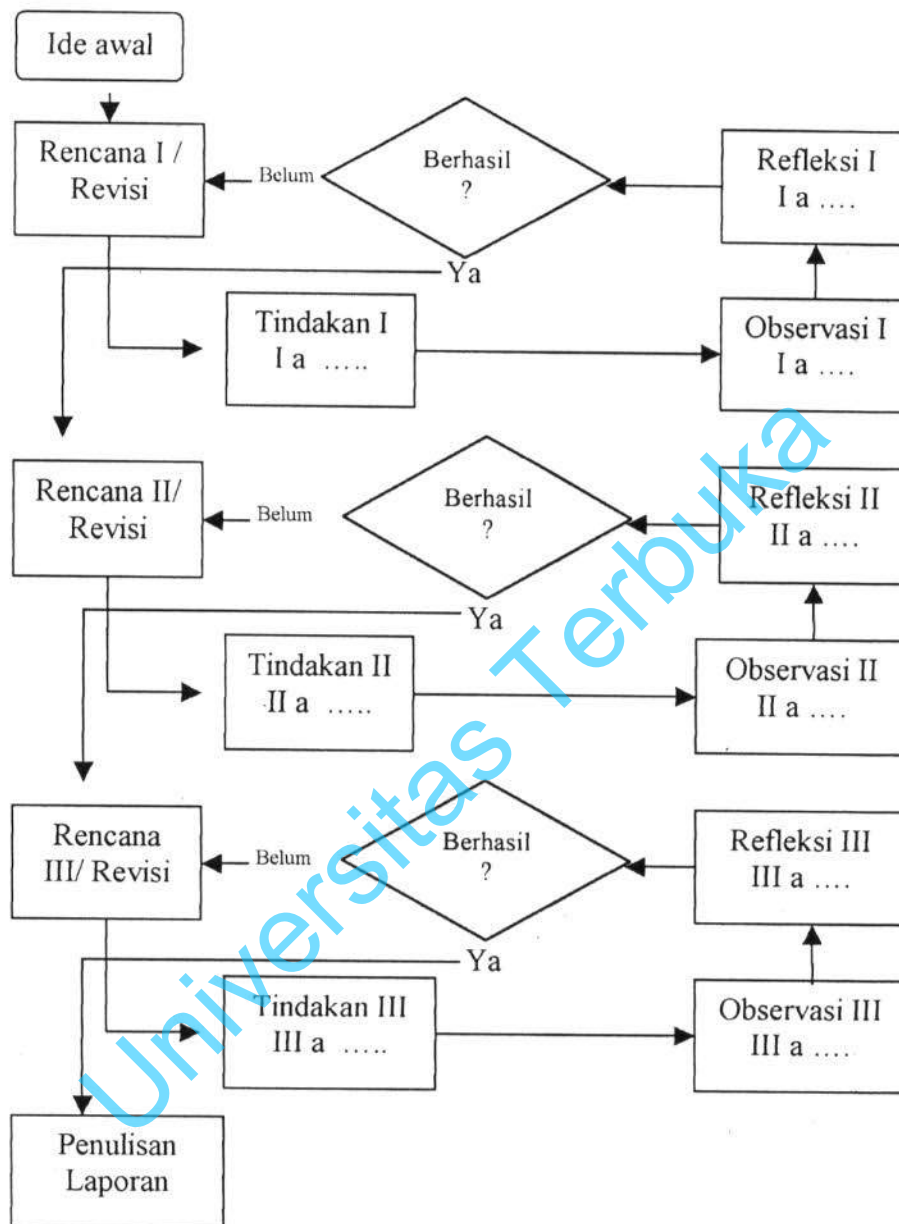 Ide awal
Rencana I /
Revisi
Belum
Berhasil
?
Refleksi I
I a ....
Ya
Tindakan I
I a .....
Observasi I
I a ....
Rencana II/
Revisi
Belum
Berhasil
?
Refleksi II
II a ....
Ya
Tindakan II
II a .....
Observasi II
II a ....
Rencana
III/ Revisi
Belum
Berhasil
?
Refleksi III
III a ....
Ya
Tindakan III
III a .....
Observasi III
III a ....
Penulisan
Laporan
Universitas Terbuka